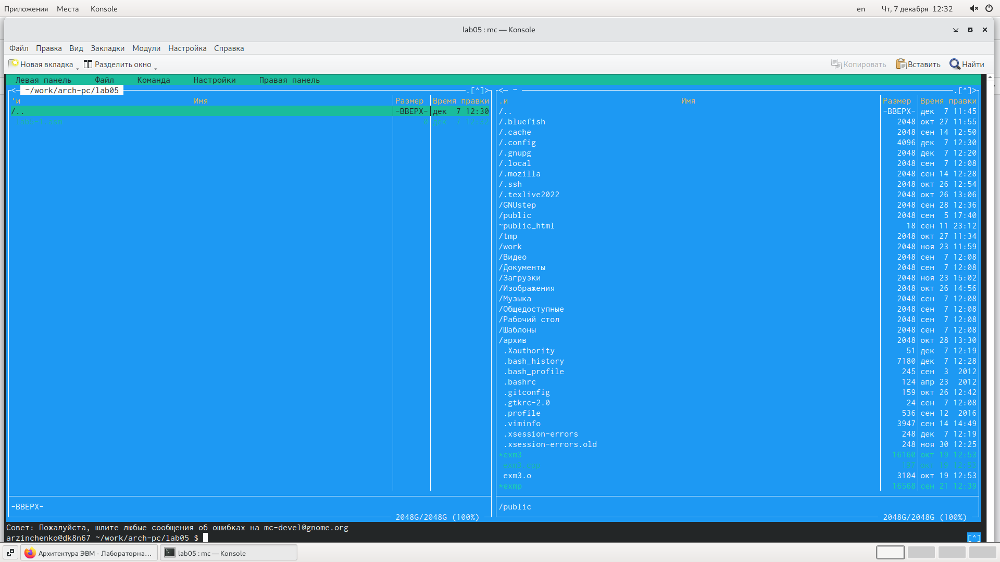 Приложения Места Konsole en Чт, 7 декабря 12:32
lab05 : mc — Konsole
Файл Правка Вид Закладки Модули Настройка Справка
Новая вкладка Разделить окно Копировать Вставить Найти
Левая панель Файл Команда Настройки Правая панель
<─ ~/work/arch-pc/lab05 .[^]>
'и Имя Размер Время правки
/.. -ВВЕРХ- дек 7 12:30
lab5-1.asm 0 дек 7 12:32
-ВВЕРХ-
2048G/2048G (100%)
<─ ~ .[^]>
.и Имя Размер Время правки
/.. -ВВЕРХ- дек 7 11:45
/.bluefish 2048 окт 27 11:55
/.cache 2048 сен 14 12:50
/.config 4096 дек 7 12:30
/.gnupg 2048 дек 7 12:20
/.local 2048 сен 7 12:08
/.mozilla 2048 сен 14 12:28
/.ssh 2048 окт 26 12:54
/.texlive2022 2048 окт 26 13:06
/GNUstep 2048 сен 28 12:36
/public 2048 сен 5 17:40
~public_html 18 сен 11 23:12
/tmp 2048 окт 27 11:34
/work 2048 ноя 23 11:59
/Видео 2048 сен 7 12:08
/Документы 2048 сен 7 12:08
/Загрузки 2048 ноя 23 15:02
/Изображения 2048 окт 26 14:56
/Музыка 2048 сен 7 12:08
/Общедоступные 2048 сен 7 12:08
/Рабочий стол 2048 сен 7 12:08
/Шаблоны 2048 сен 7 12:08
/архив 2048 окт 28 13:30
.Xauthority 51 дек 7 12:19
.bash_history 7180 дек 7 12:28
.bash_profile 245 сен 3 2012
.bashrc 124 апр 23 2012
.gitconfig 159 окт 26 12:42
.gtkrc-2.0 24 сен 7 12:08
.profile 536 сен 12 2016
.viminfo 3947 сен 14 14:49
.xsession-errors 248 дек 7 12:19
.xsession-errors.old 248 ноя 30 12:25
*exm3 16160 окт 19 12:53
exm3.cpp окт 19 12:53
exm3.o 3104 окт 19 12:53
*exmp 16568 сен 21 12:39
/public
2048G/2048G (100%)
Совет: Пожалуйста, шлите любые сообщения об ошибках на mc-devel@gnome.org
arzinchenko@dk8n67 ~/work/arch-pc/lab05 $
[^]
Архитектура ЭВМ - Лабораторна... lab05 : mc — Konsole